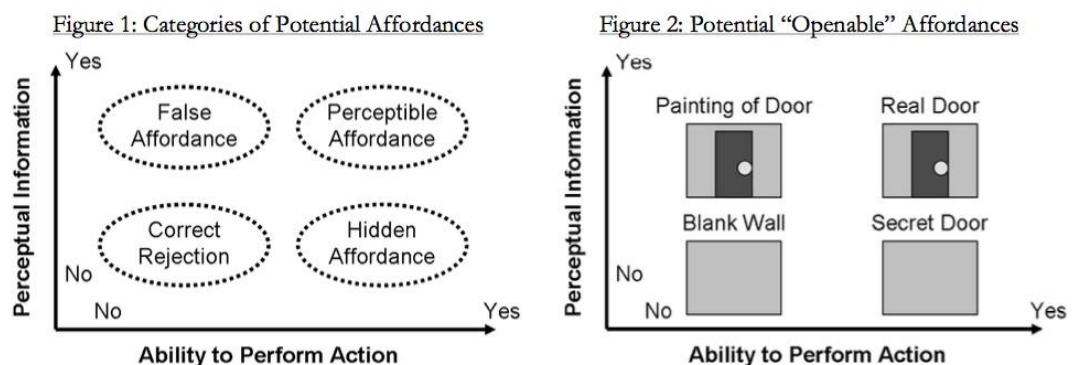 Figure 1: Categories of Potential Affordances
Yes
Perceptual Information
False
Affordance
Perceptible
Affordance
Correct
Rejection
Hidden
Affordance
No
No
Yes
Ability to Perform Action
Figure 2: Potential “Openable” Affordances
Yes
Perceptual Information
Painting of Door
Real Door
Blank Wall
Secret Door
No
No
Yes
Ability to Perform Action